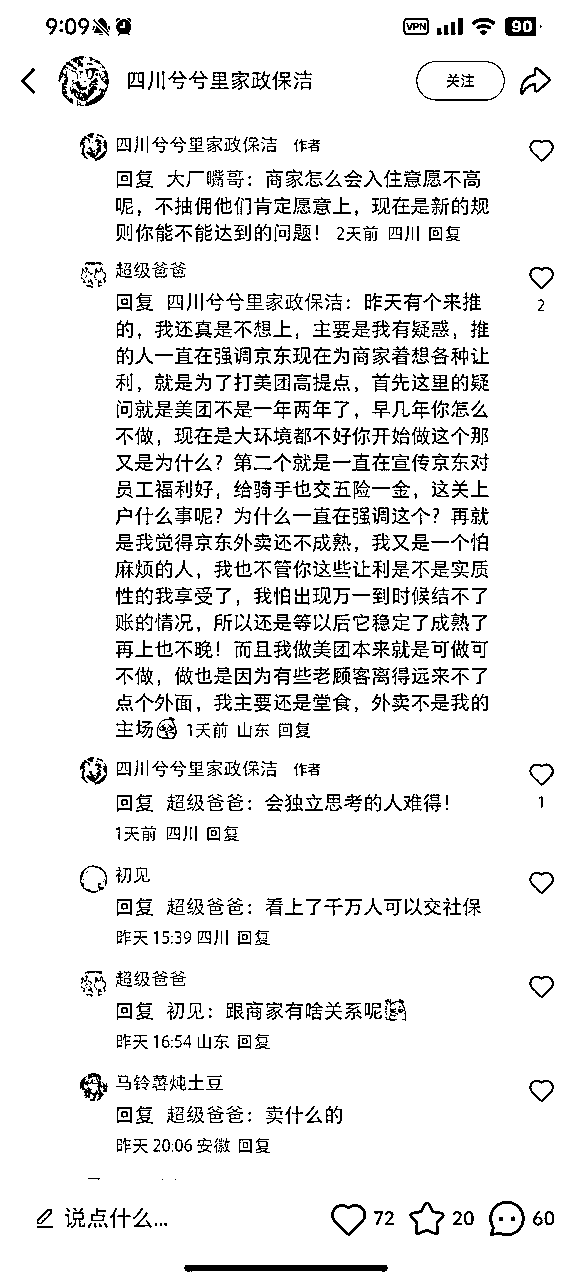 9:09
VPN
90
四川兮兮里家政保洁
关注
四川兮兮里家政保洁 作者
回复 大厂嘴哥：商家怎么会入住意愿不高
呢，不抽佣他们肯定愿意上，现在是新的规
则你能不能达到的问题！ 2天前 四川 回复
超级爸爸
回复 四川兮兮里家政保洁：昨天有个来推
2
的，我还真是不想上，主要是我有疑惑，推
的人一直在强调京东现在为商家着想各种让
利，就是为了打美团高提点，首先这里的疑
问就是美团不是一年两年了，早几年你怎么
不做，现在是大环境都不好你开始做这个那
又是为什么？第二个就是一直在宣传京东对
员工福利好，给骑手也交五险一金，这关上
户什么事呢？为什么一直在强调这个？再就
是我觉得京东外卖还不成熟，我又是一个怕
麻烦的人，我也不管你这些让利是不是实质
性的我享受了，我怕出现万一到时候结不了
账的情况，所以还是等以后它稳定了成熟了
再上也不晚！而且我做美团本来就是可做可
不做，做也是因为有些老顾客离得远来不了
点个外面，我主要还是堂食，外卖不是我的
主场 1天前 山东 回复
四川兮兮里家政保洁 作者
回复 超级爸爸：会独立思考的人难得！
1
1天前 四川 回复
初见
回复 超级爸爸：看上了千万人可以交社保
昨天 15:39 四川 回复
超级爸爸
回复 初见：跟商家有啥关系呢
昨天 16:54 山东 回复
马铃薯炖土豆
回复 超级爸爸：卖什么的
昨天 20:06 安徽 回复
说点什么...
72
20
60